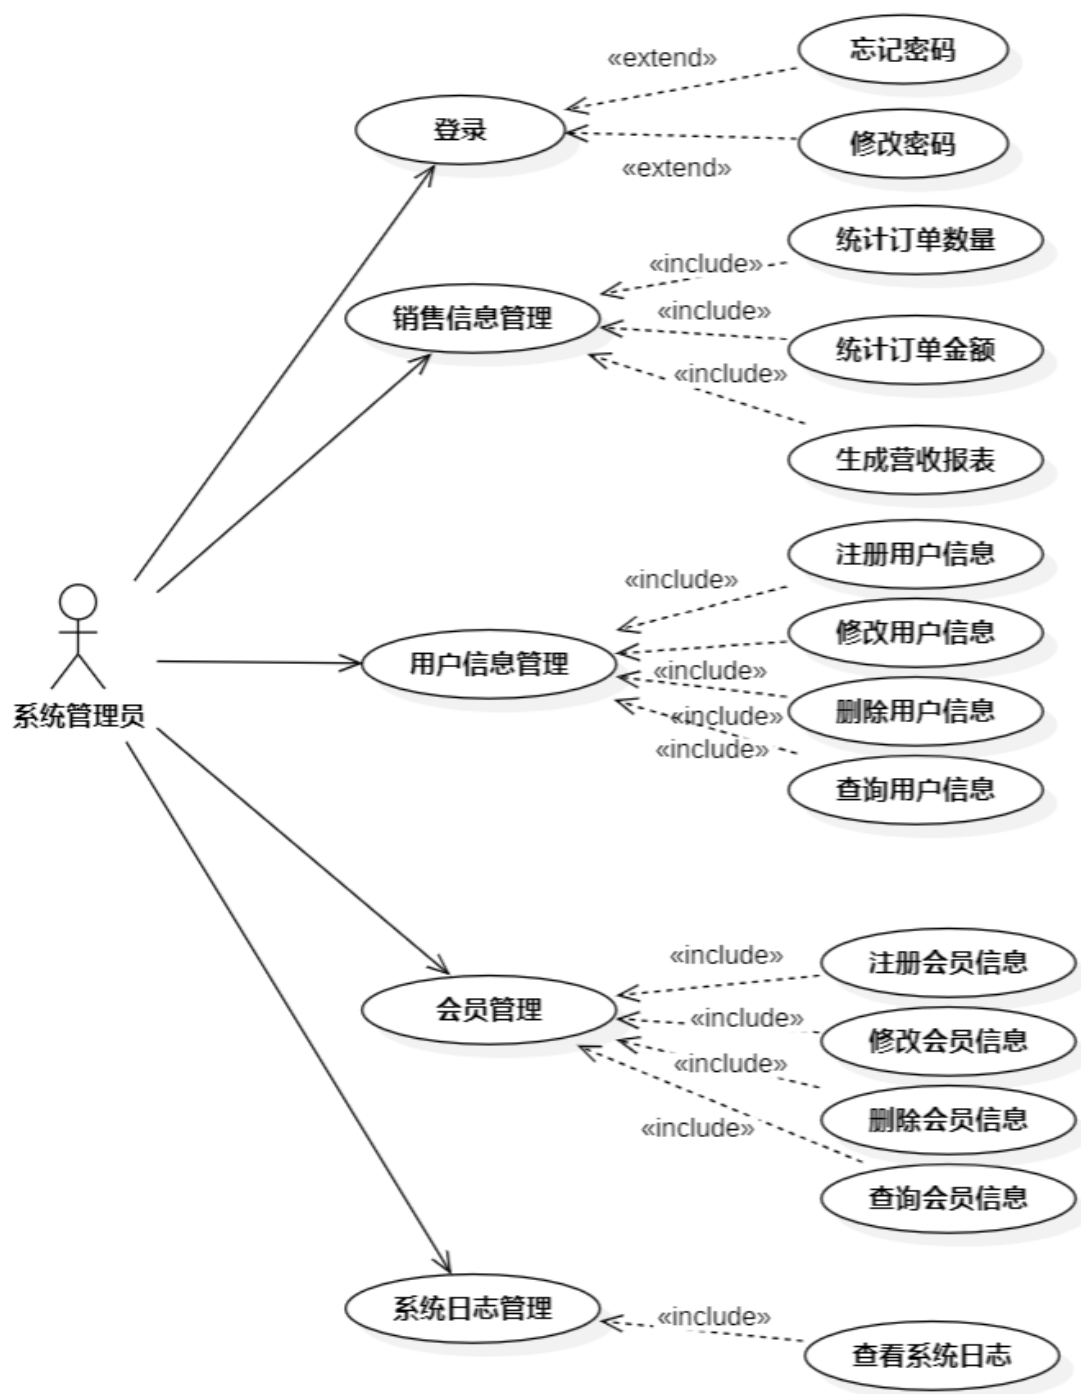 忘记密码
«extend»
登录
修改密码
«extend»
统计订单数量
«include»
销售信息管理
«include»
统计订单金额
«include»
生成营收报表
注册用户信息
«include»
修改用户信息
用户信息管理
«include»
删除用户信息
«include»
«include»
查询用户信息
系统管理员
注册会员信息
«include»
会员管理
«include»
修改会员信息
«include»
删除会员信息
«include»
查询会员信息
系统日志管理
«include»
查看系统日志